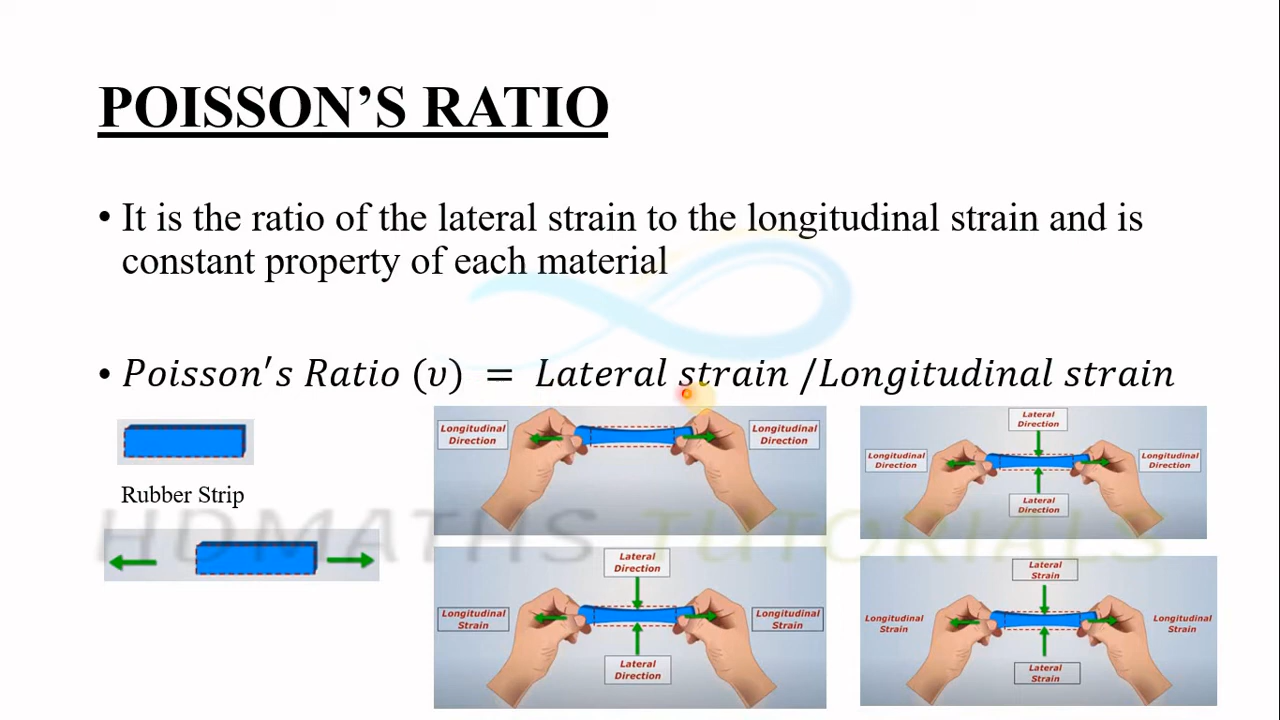 POISSON’S RATIO
• It is the ratio of the lateral strain to the longitudinal strain and is
constant property of each material
• Poisson′s Ratio (υ) = Lateral strain /Longitudinal strain
Rubber Strip
Longitudinal
Direction
Longitudinal
Direction
Lateral
Direction
Longitudinal
Direction
Longitudinal
Direction
Lateral
Direction
HDMATHS TUTORIALS
Lateral
Direction
Longitudinal
Strain
Longitudinal
Strain
Lateral
Direction
Lateral
Strain
Longitudinal
Strain
Longitudinal
Strain
Lateral
Strain